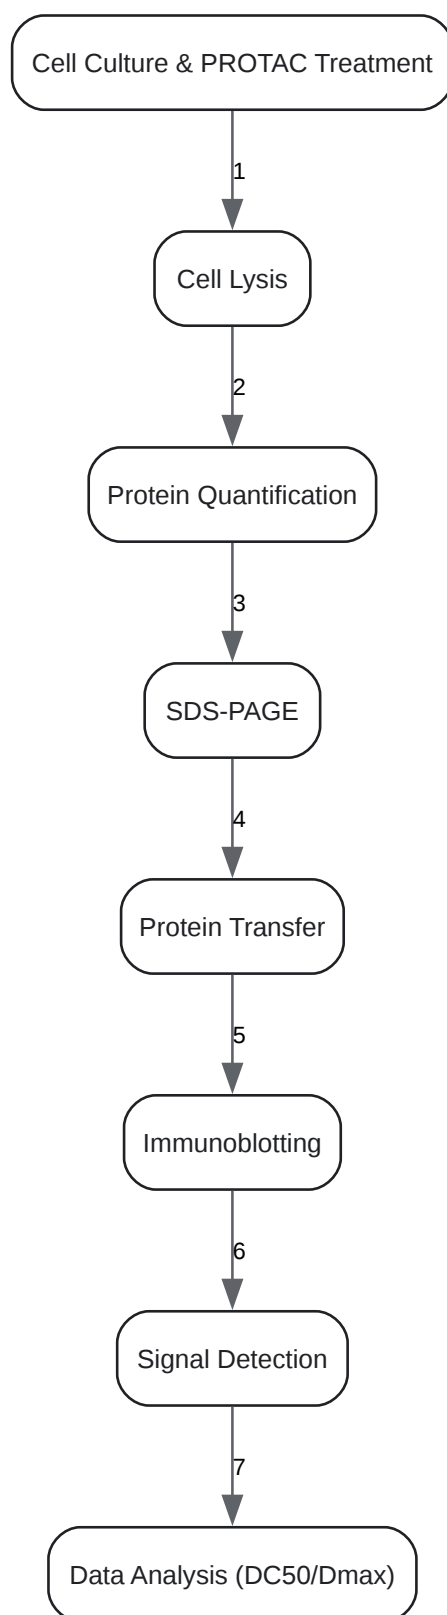 Cell Culture & PROTAC Treatment
1
Cell Lysis
2
Protein Quantification
3
SDS-PAGE
4
Protein Transfer
5
Immunoblotting
6
Signal Detection
7
Data Analysis (DC50/Dmax)